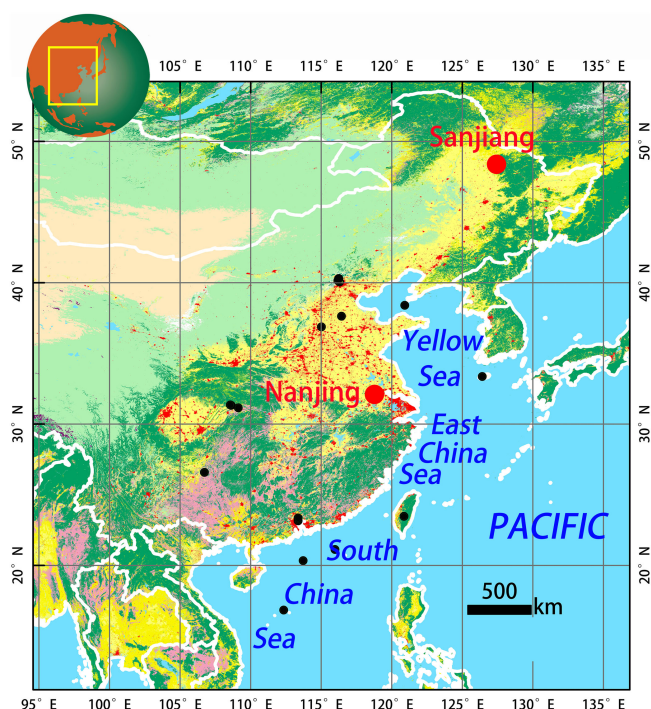 105° E 110° E 115° E 120° E 125° E 130° E 135° E
50° N
50° N
Sanjiang
40° N
40° N
Yellow
Sea
Nanjing
30° N
30° N
East
China
Sea
PACIFIC
South
20° N
20° N
China
500
km
Sea
95° E 100° E 105° E 110° E 115° E 120° E 125° E 130° E 135° E